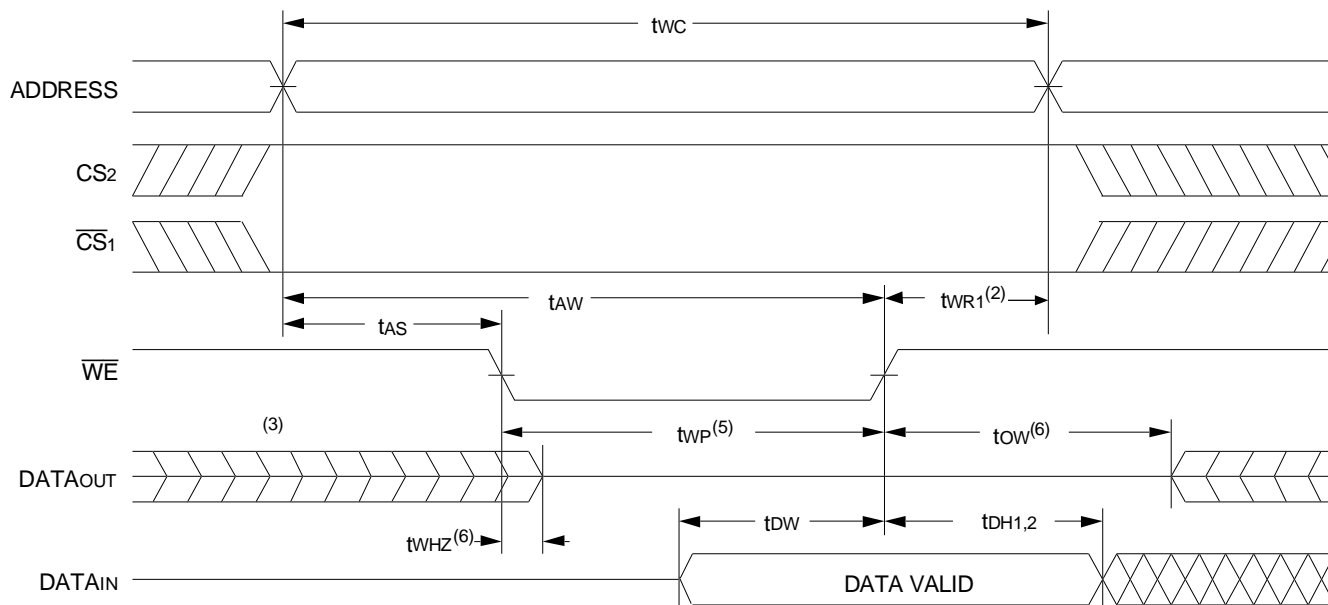 tWC
ADDRESS
CS2
CS1
tAW
tWR1(2)
tAS
WE
(3)
tWP(5)
tOW(6)
DATAOUT
tDW
tDH1,2
tWHZ(6)
DATAIN
DATA VALID